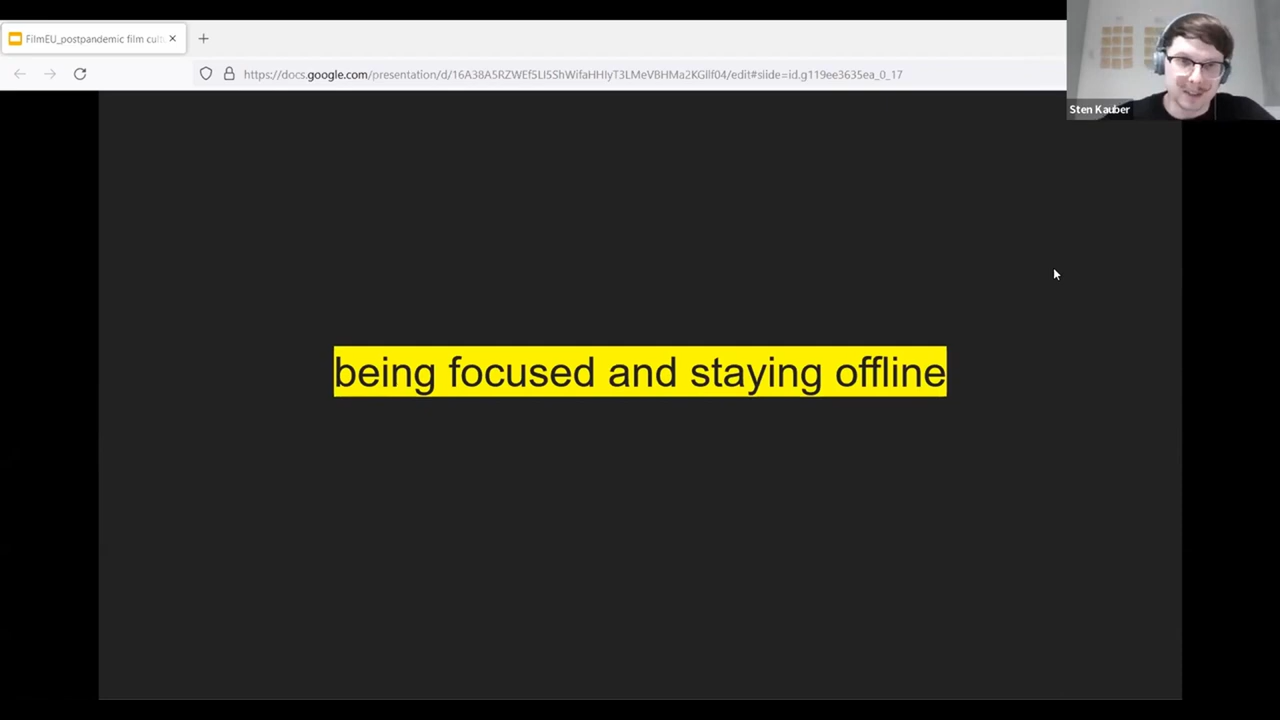 FilmEU_postpandemic film cult
https://docs.google.com/presentation/d/16A38A5RZWEf5LI5ShWifaHHIyT3LMeVBHMa2KGIlf04/edit#slide=id.g119ee3635ea_0_17
Sten Kauber
being focused and staying offline